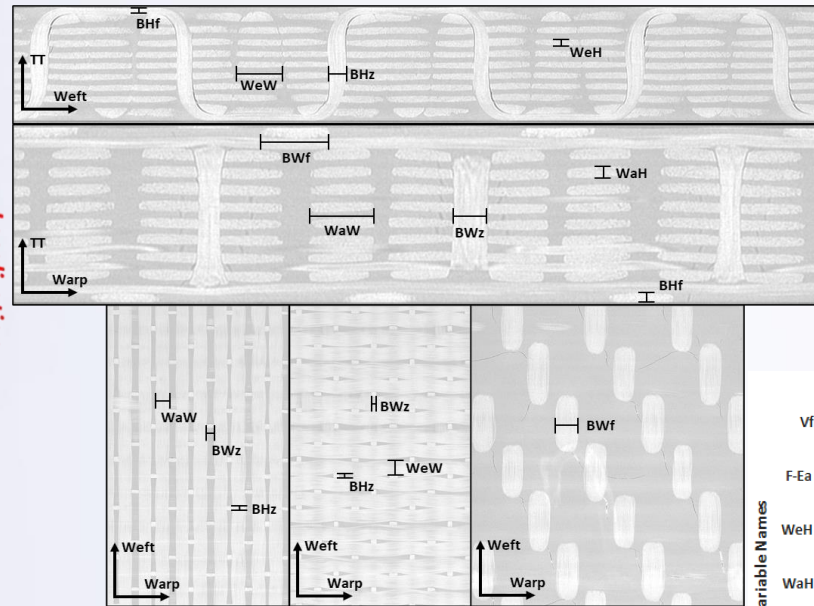 BHf
TT
WeH
WeW
BHz
Weft
BWf
WaH
WaW
BWz
TT
BHf
Warp
WaW
BWz
BHz
Weft
Warp
BWz
WeW
BHz
Weft
Warp
BWf
Weft
Warp
Vf
F-Ea
WeH
WaH
ariable Names